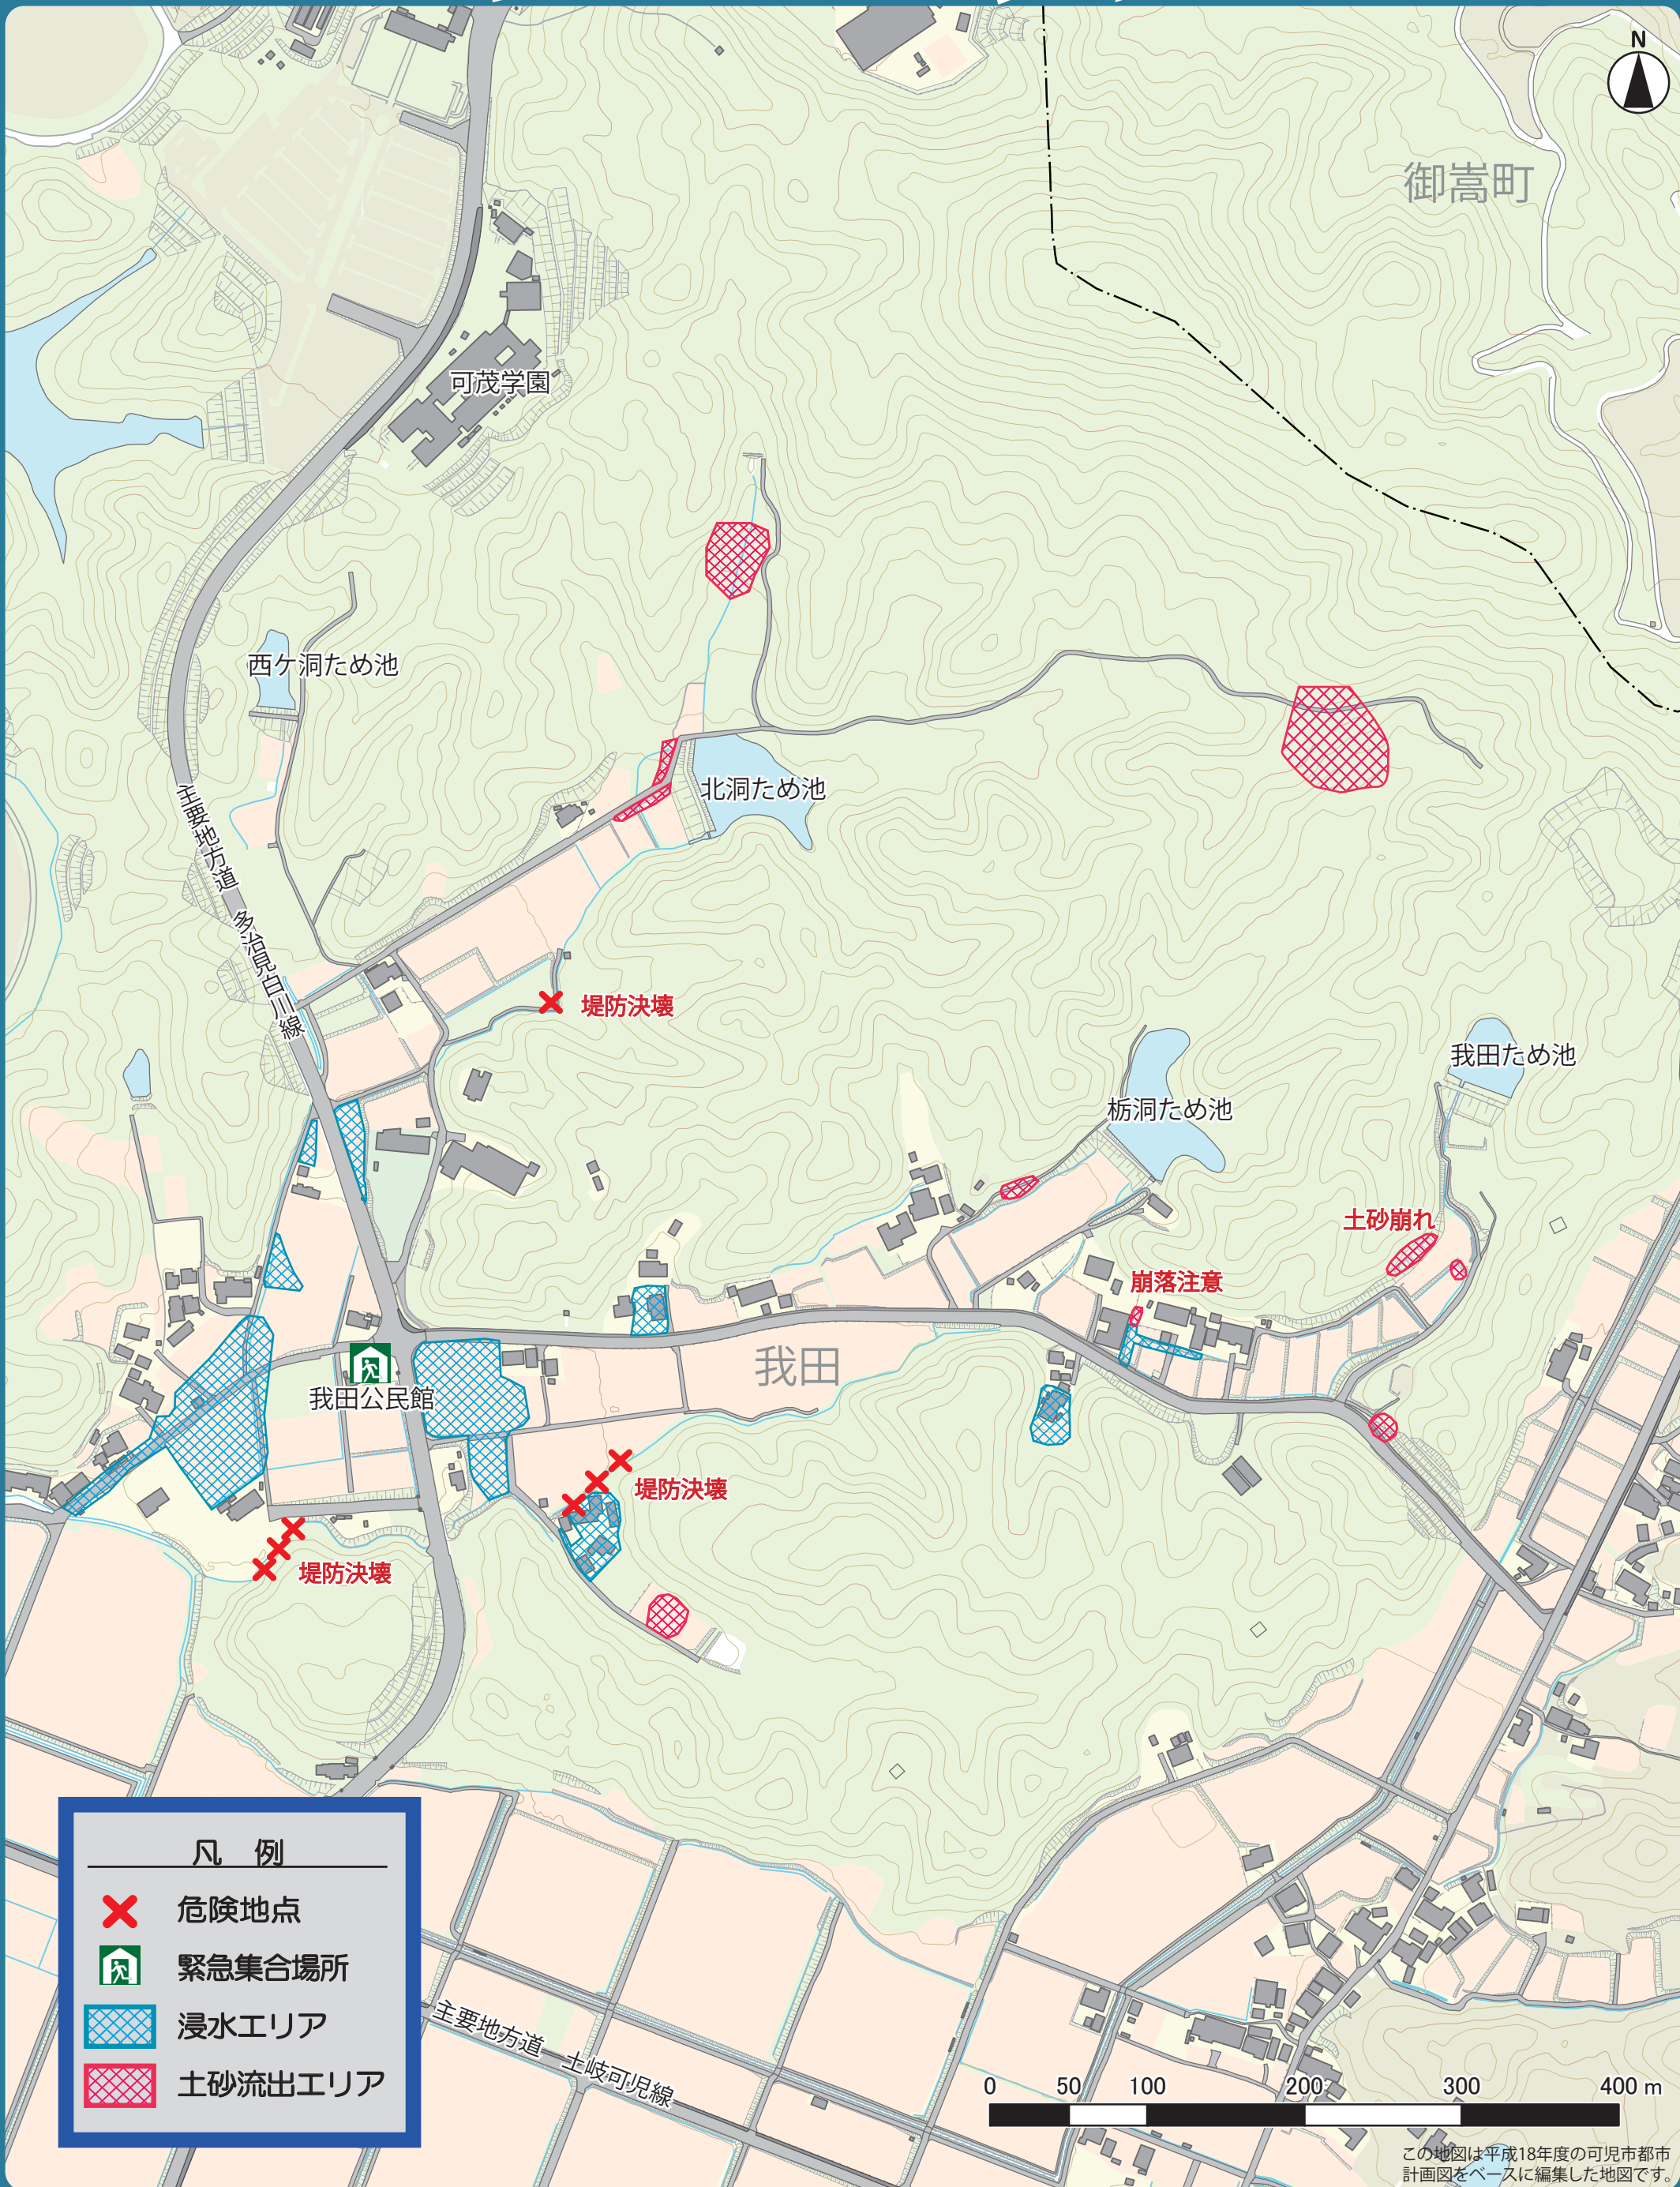 N
御嵩町
可茂学園
西ケ洞ため池
北洞ため池
主要地方道 多治見白川線
堤防決壊
我田ため池
栃洞ため池
土砂崩れ
崩落注意
我田
我田公民館
堤防決壊
堤防決壊
凡 例
危険地点
緊急集合場所
浸水エリア
土砂流出エリア
主要地方道 土岐可児線
0 50 100 200 300 400 m
この地図は平成18年度の可児市都市
計画図をベースに編集した地図です。